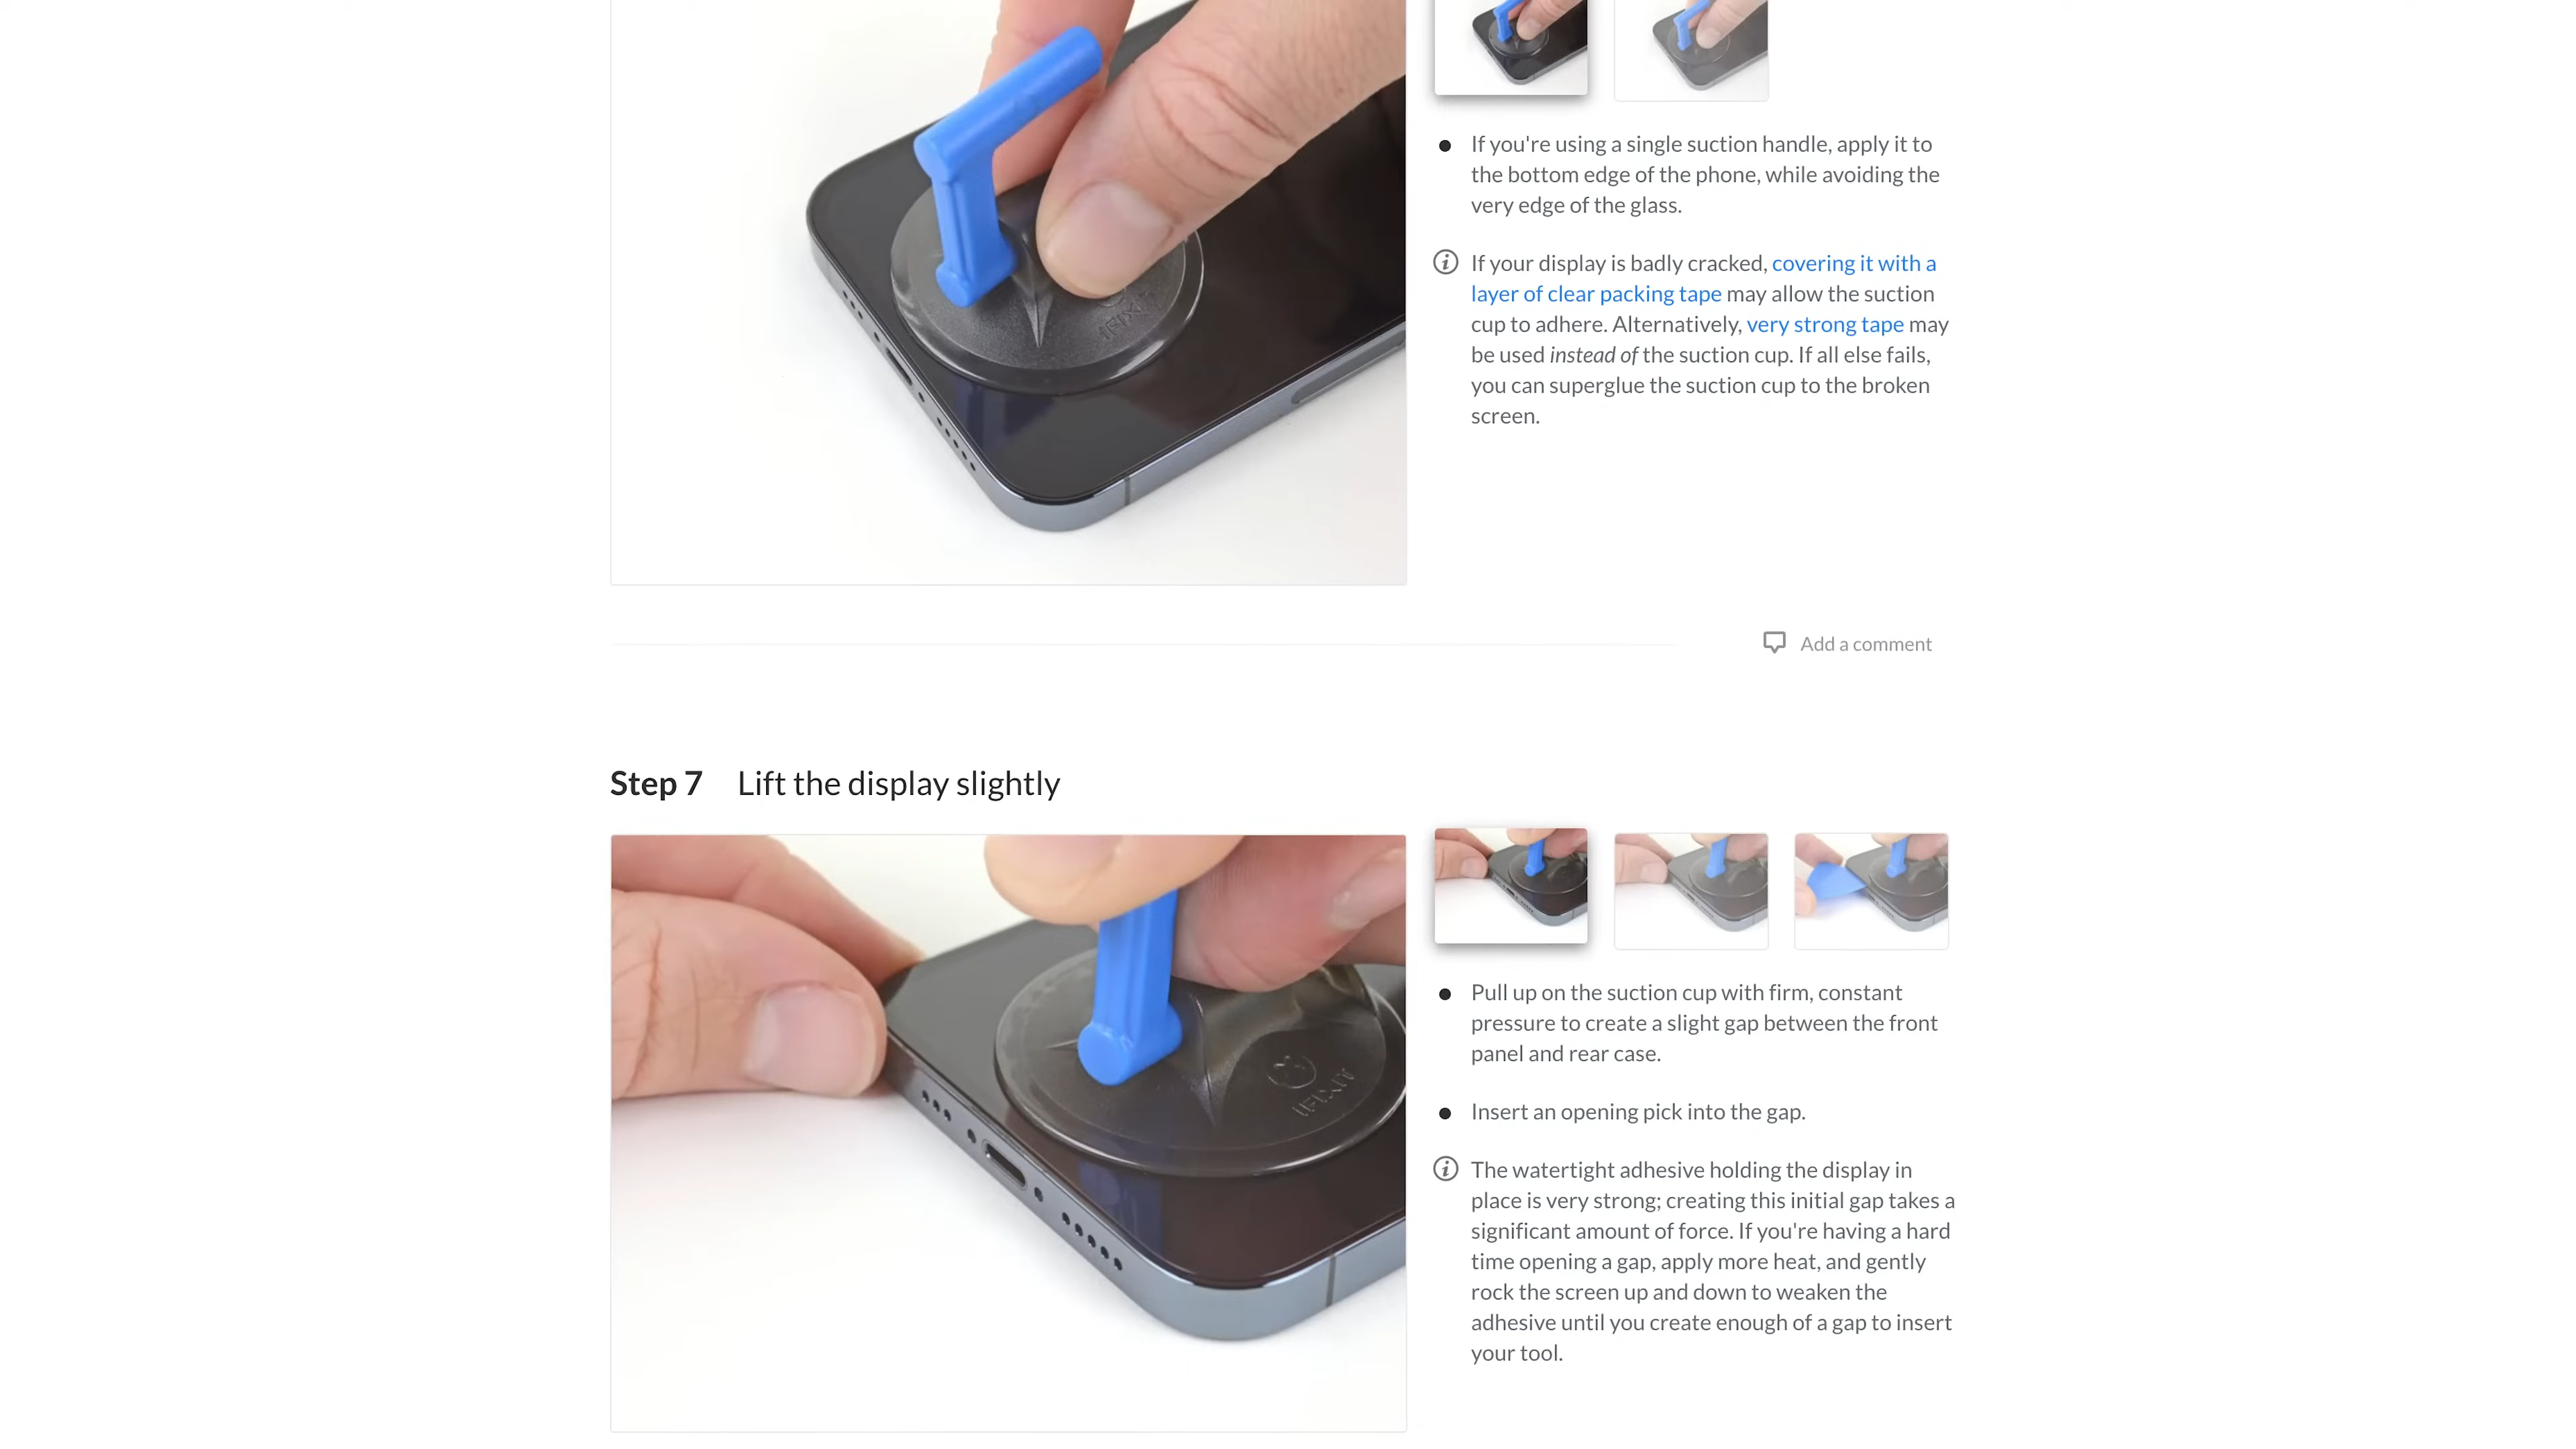 If you're using a single suction handle, apply it to
the bottom edge of the phone, while avoiding the
very edge of the glass.
If your display is badly cracked, covering it with a
layer of clear packing tape may allow the suction
cup to adhere. Alternatively, very strong tape may
be used instead of the suction cup. If all else fails,
you can superglue the suction cup to the broken
screen.
IFIXIT
Add a comment
Step 7 Lift the display slightly
Pull up on the suction cup with firm, constant
pressure to create a slight gap between the front
panel and rear case.
Insert an opening pick into the gap.
The watertight adhesive holding the display in
place is very strong; creating this initial gap takes a
significant amount of force. If you're having a hard
time opening a gap, apply more heat, and gently
rock the screen up and down to weaken the
adhesive until you create enough of a gap to insert
your tool.
IFIXIT